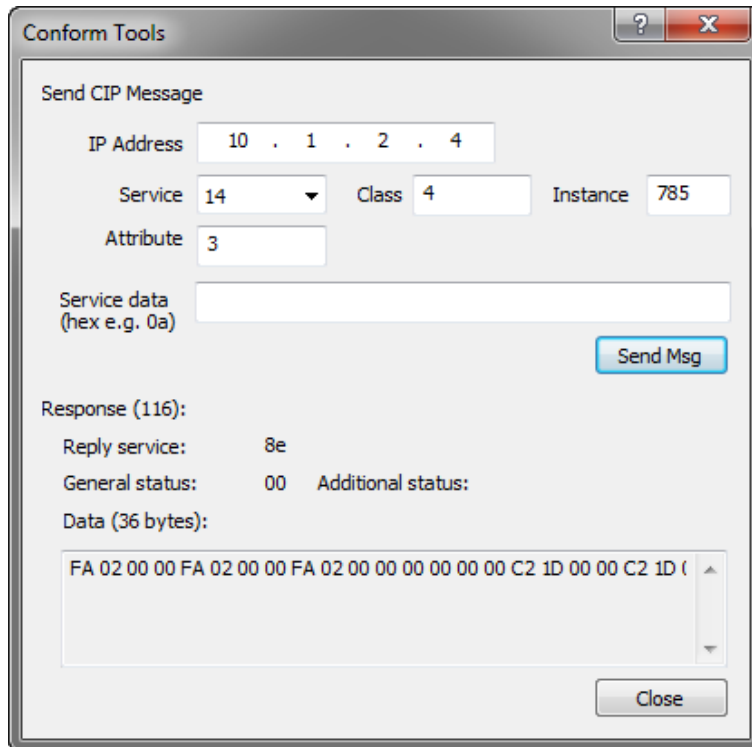 Conform Tools
Send CIP Message
IP Address 10 . 1 . 2 . 4
Service 14 Class 4 Instance 785
Attribute 3
Service data
(hex e.g. 0a)
Send Msg
Response (116):
Reply service: 8e
General status: 00 Additional status:
Data (36 bytes):
FA 02 00 00 FA 02 00 00 FA 02 00 00 00 00 00 00 C2 1D 00 00 C2 1D
Close